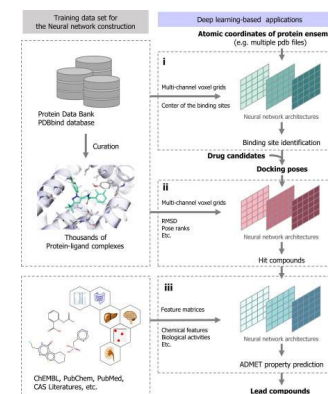 Training data set for
the Neural network construction
Deep learning-based applications
Atomic coordinates of protein ensem
(e.g. multiple pdb files)
i
Multi-channel voxel grids
Center of the binding sites
Neural network architectures
Protein Data Bank
PDBbind database
Binding site identification
Curation
Drug candidates
Docking poses
ii
Multi-channel voxel grids
RMSD
Pose ranks
Etc.
Neural network architectures
Thousands of
Protein-ligand complexes
Hit compounds
iii
Feature matrices
Chemical features
Biological activities
Etc.
Neural network architectures
ADMET property prediction
ChEMBL, PubChem, PubMed,
CAS Literatures, etc.
Lead compounds